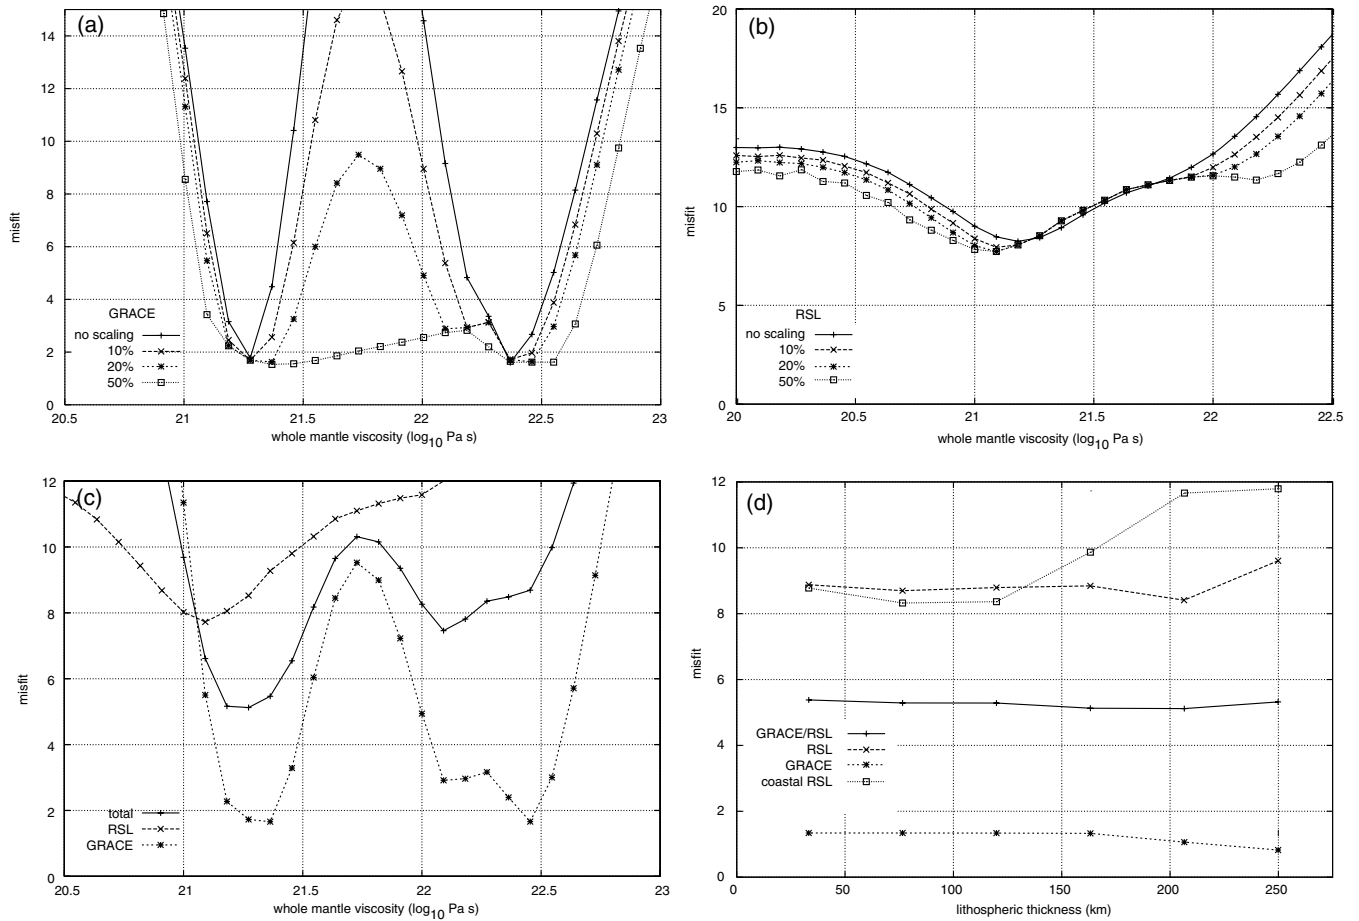 (a)
14
12
10
8
6
4
2
0
misfit
GRACE
no scaling
10%
20%
50%
20.5
21
21.5
22
22.5
23
whole mantle viscosity (log10 Pa s)
(b)
20
15
10
5
0
misfit
RSL
no scaling
10%
20%
50%
20
20.5
21
21.5
22
22.5
whole mantle viscosity (log10 Pa s)
(c)
12
10
8
6
4
2
0
misfit
total
RSL
GRACE
20.5
21
21.5
22
22.5
23
whole mantle viscosity (log10 Pa s)
(d)
12
10
8
6
4
2
0
misfit
GRACE/RSL
RSL
GRACE
coastal RSL
0
50
100
150
200
250
lithospheric thickness (km)